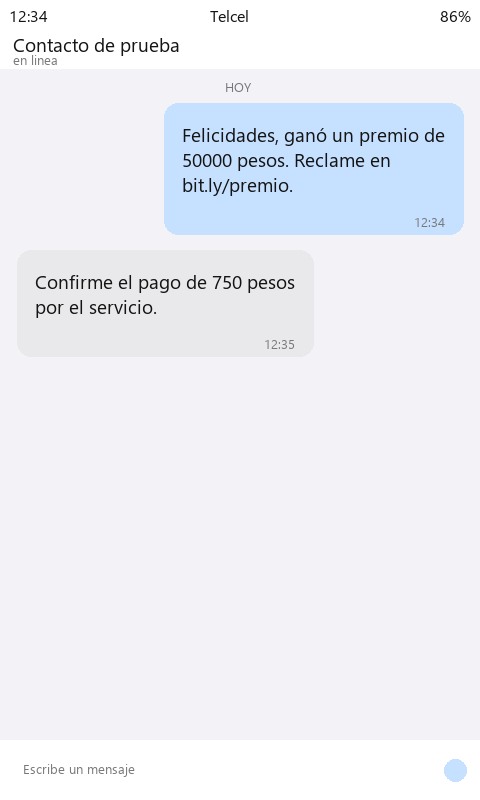 12:34 Telcel 86%
Contacto de prueba
en linea
HOY
Felicidades, ganó un premio de
50000 pesos. Reclame en
bit.ly/premio.
12:34
Confirme el pago de 750 pesos
por el servicio.
12:35
Escribe un mensaje